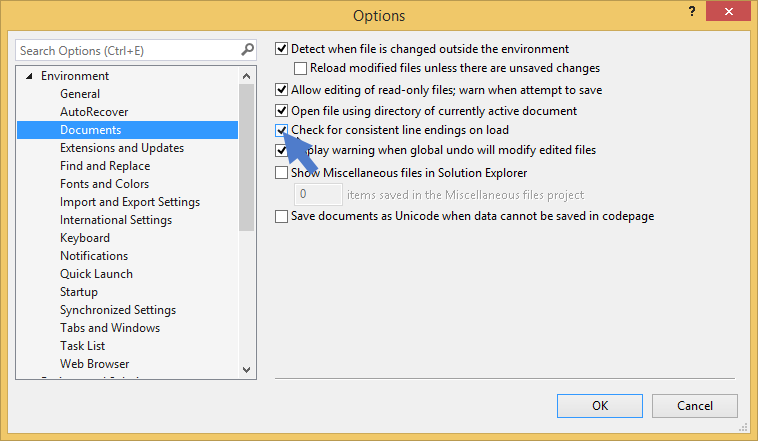 Options
?
Search Options (Ctrl+E)
Environment
General
AutoRecover
Documents
Extensions and Updates
Find and Replace
Fonts and Colors
Import and Export Settings
International Settings
Keyboard
Notifications
Quick Launch
Startup
Synchronized Settings
Tabs and Windows
Task List
Web Browser
Detect when file is changed outside the environment
Reload modified files unless there are unsaved changes
Allow editing of read-only files; warn when attempt to save
Open file using directory of currently active document
Check for consistent line endings on load
play warning when global undo will modify edited files
Show Miscellaneous files in Solution Explorer
0 items saved in the Miscellaneous files project
Save documents as Unicode when data cannot be saved in codepage
OK
Cancel